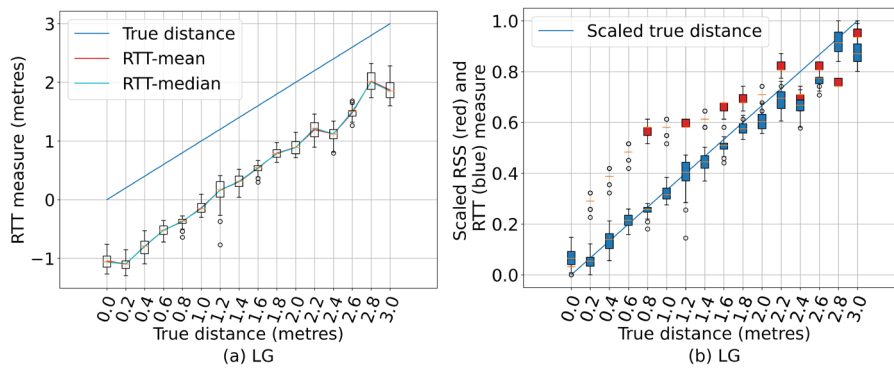 True distance
RTT-mean
RTT-median
RTT measure (metres)
3
2
1
0
−1
0.0 0.2 0.4 0.6 0.8 1.0 1.2 1.4 1.6 1.8 2.0 2.2 2.4 2.6 2.8 3.0
True distance (metres)
(a) LG
Scaled true distance
Scaled RSS (red) and
RTT (blue) measure
1.0
0.8
0.6
0.4
0.2
0.0
0.0 0.2 0.4 0.6 0.8 1.0 1.2 1.4 1.6 1.8 2.0 2.2 2.4 2.6 2.8 3.0
True distance (metres)
(b) LG